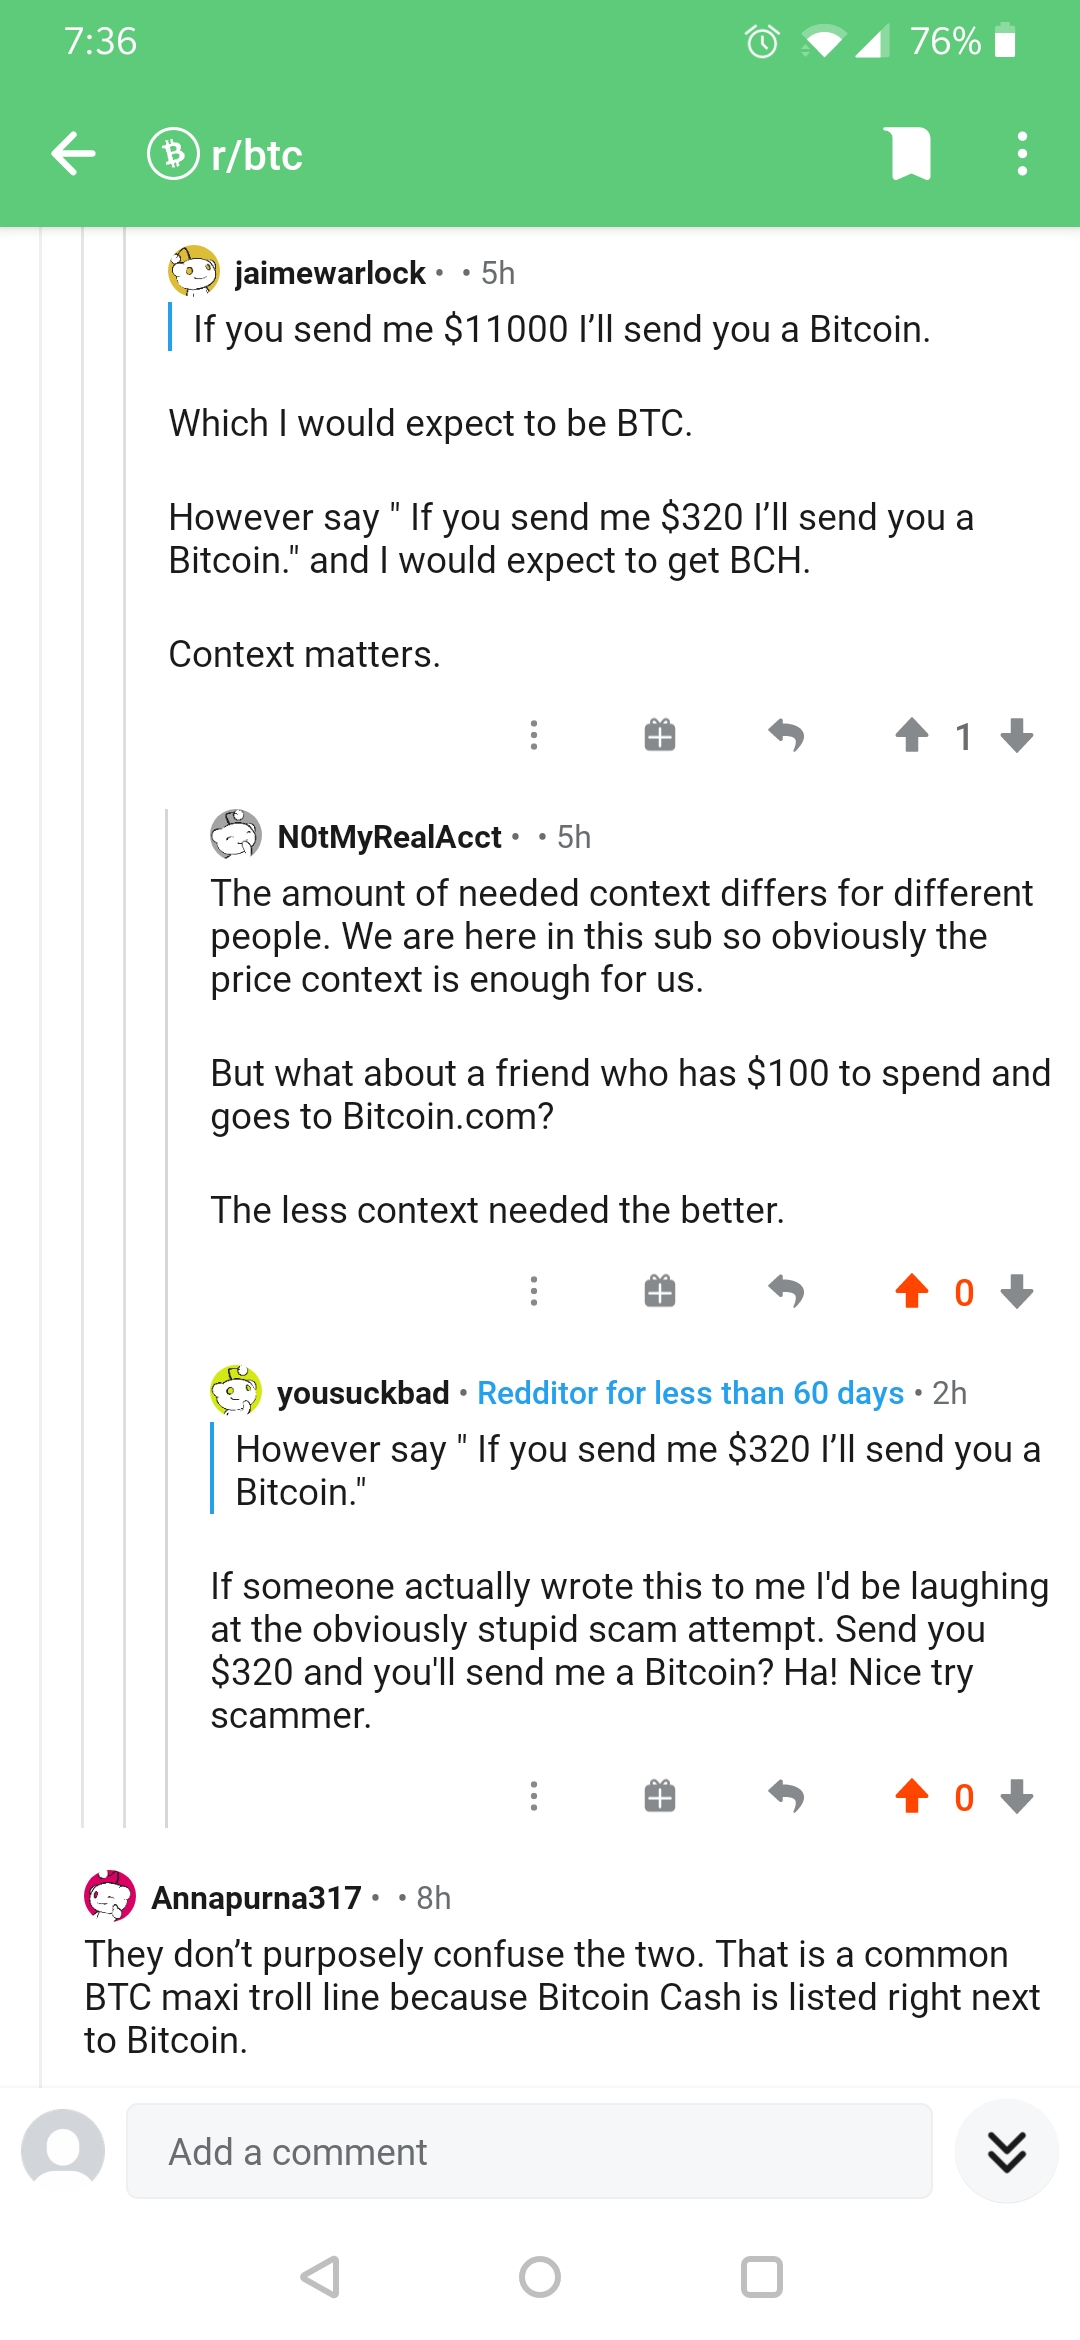 7:36
76%
r/btc
jaimewarlock • • 5h
If you send me $11000 I’ll send you a Bitcoin.
Which I would expect to be BTC.
However say " If you send me $320 I’ll send you a
Bitcoin." and I would expect to get BCH.
Context matters.
1
N0tMyRealAcct • • 5h
The amount of needed context differs for different
people. We are here in this sub so obviously the
price context is enough for us.
But what about a friend who has $100 to spend and
goes to Bitcoin.com?
The less context needed the better.
0
yousuckbad • Redditor for less than 60 days • 2h
However say " If you send me $320 I’ll send you a
Bitcoin."
If someone actually wrote this to me I'd be laughing
at the obviously stupid scam attempt. Send you
$320 and you'll send me a Bitcoin? Ha! Nice try
scammer.
0
Annapurna317 • • 8h
They don’t purposely confuse the two. That is a common
BTC maxi troll line because Bitcoin Cash is listed right next
to Bitcoin.
Add a comment